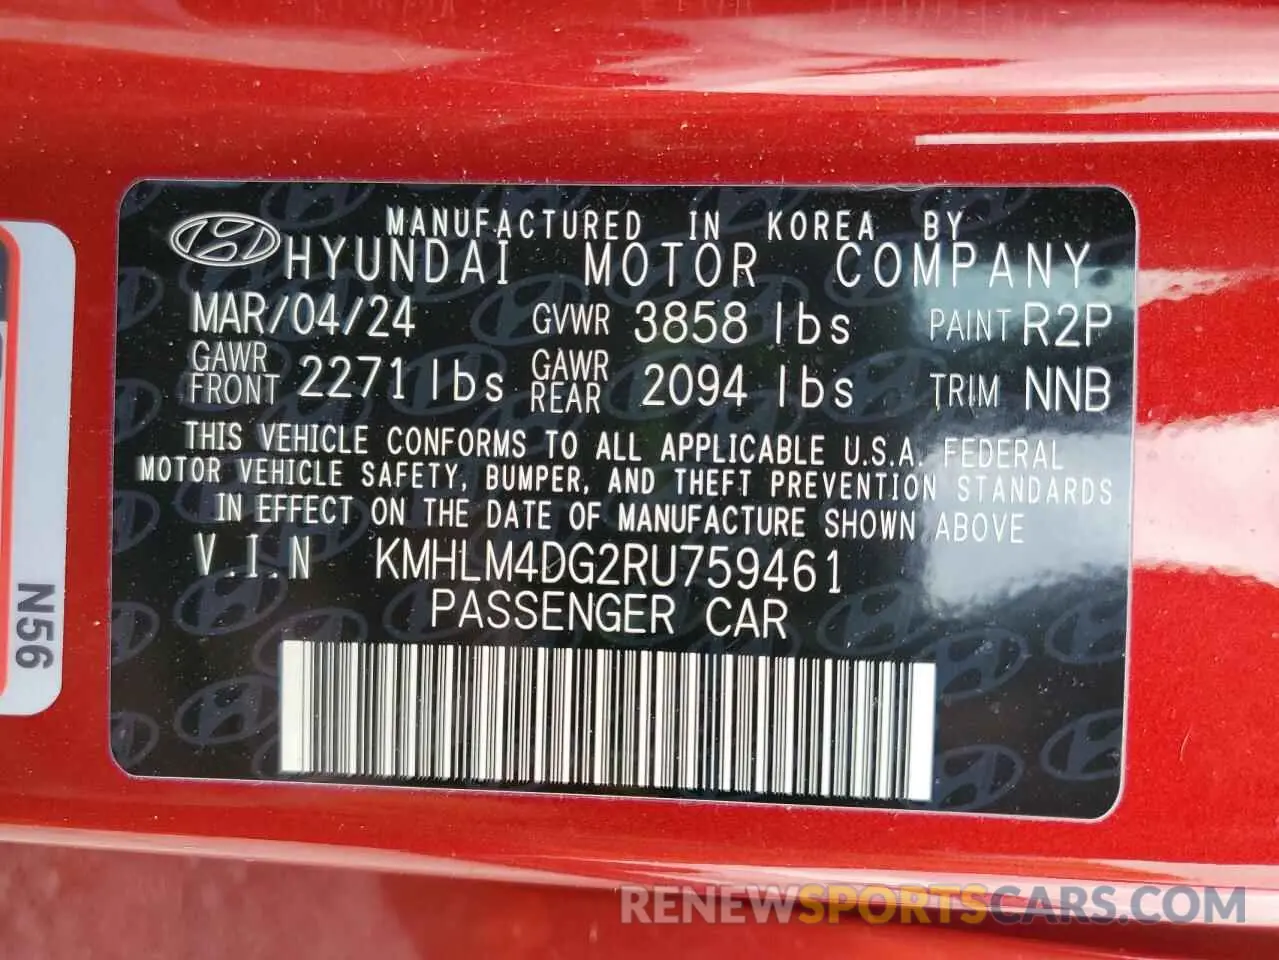 MANUFACTURED IN KOREA BY
HYUNDAI MOTOR COMPANY
MAR/04/24 GVWR 3858 lbs PAINT R2P
GAWR FRONT 2271 lbs GAWR REAR 2094 lbs TRIM NNB
THIS VEHICLE CONFORMS TO ALL APPLICABLE U.S.A. FEDERAL
MOTOR VEHICLE SAFETY, BUMPER, AND THEFT PREVENTION STANDARDS
IN EFFECT ON THE DATE OF MANUFACTURE SHOWN ABOVE
V.I.N KMHLM4DG2RU759461
PASSENGER CAR
N56
RENEWSPORTSCARS.COM